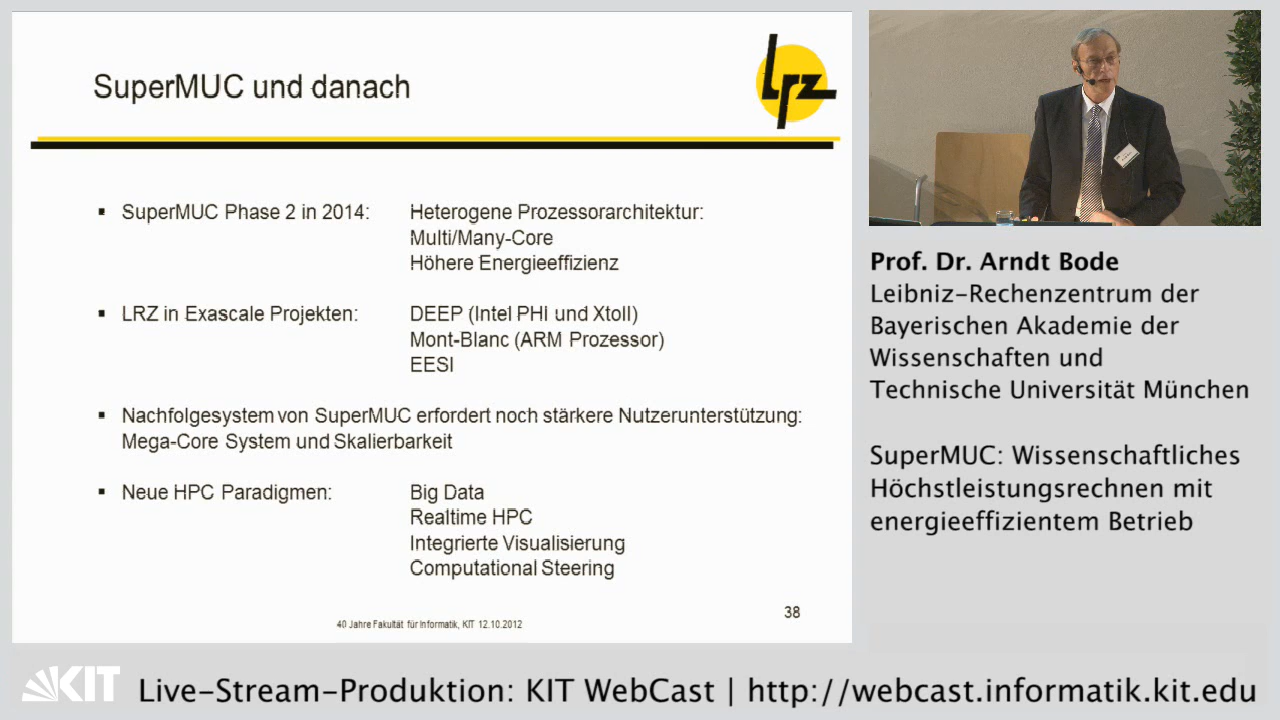 SuperMUC und danach
lrz
▪ SuperMUC Phase 2 in 2014: Heterogene Prozessorarchitektur:
Multi/Many-Core
Höhere Energieeffizienz
▪ LRZ in Exascale Projekten: DEEP (Intel PHI und Xtoll)
Mont-Blanc (ARM Prozessor)
EESI
▪ Nachfolgesystem von SuperMUC erfordert noch stärkere Nutzerunterstützung:
Mega-Core System und Skalierbarkeit
▪ Neue HPC Paradigmen: Big Data
Realtime HPC
Integrierte Visualisierung
Computational Steering
38
40 Jahre Fakultät für Informatik, KIT 12.10.2012
Prof. Dr. Arndt Bode
Leibniz-Rechenzentrum der
Bayerischen Akademie der
Wissenschaften und
Technische Universität München
SuperMUC: Wissenschaftliches
Höchstleistungsrechnen mit
energieeffizientem Betrieb
KIT
Live-Stream-Produktion: KIT WebCast | http://webcast.informatik.kit.edu